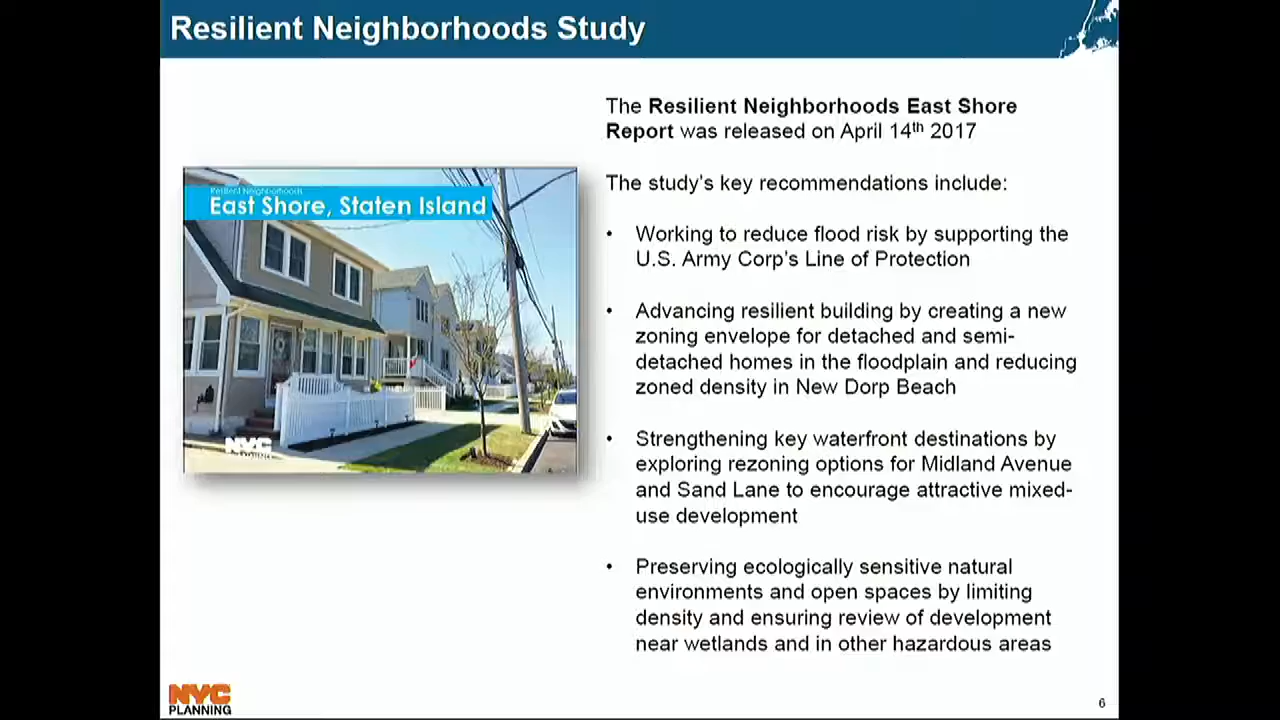 Resilient Neighborhoods Study
The Resilient Neighborhoods East Shore
Report was released on April 14th 2017
The study's key recommendations include:
• Working to reduce flood risk by supporting the
U.S. Army Corp's Line of Protection
• Advancing resilient building by creating a new
zoning envelope for detached and semi-
detached homes in the floodplain and reducing
zoned density in New Dorp Beach
• Strengthening key waterfront destinations by
exploring rezoning options for Midland Avenue
and Sand Lane to encourage attractive mixed-
use development
• Preserving ecologically sensitive natural
environments and open spaces by limiting
density and ensuring review of development
near wetlands and in other hazardous areas
Resilient Neighborhoods
East Shore, Staten Island
NYC
PLANNING
NYC
PLANNING
6